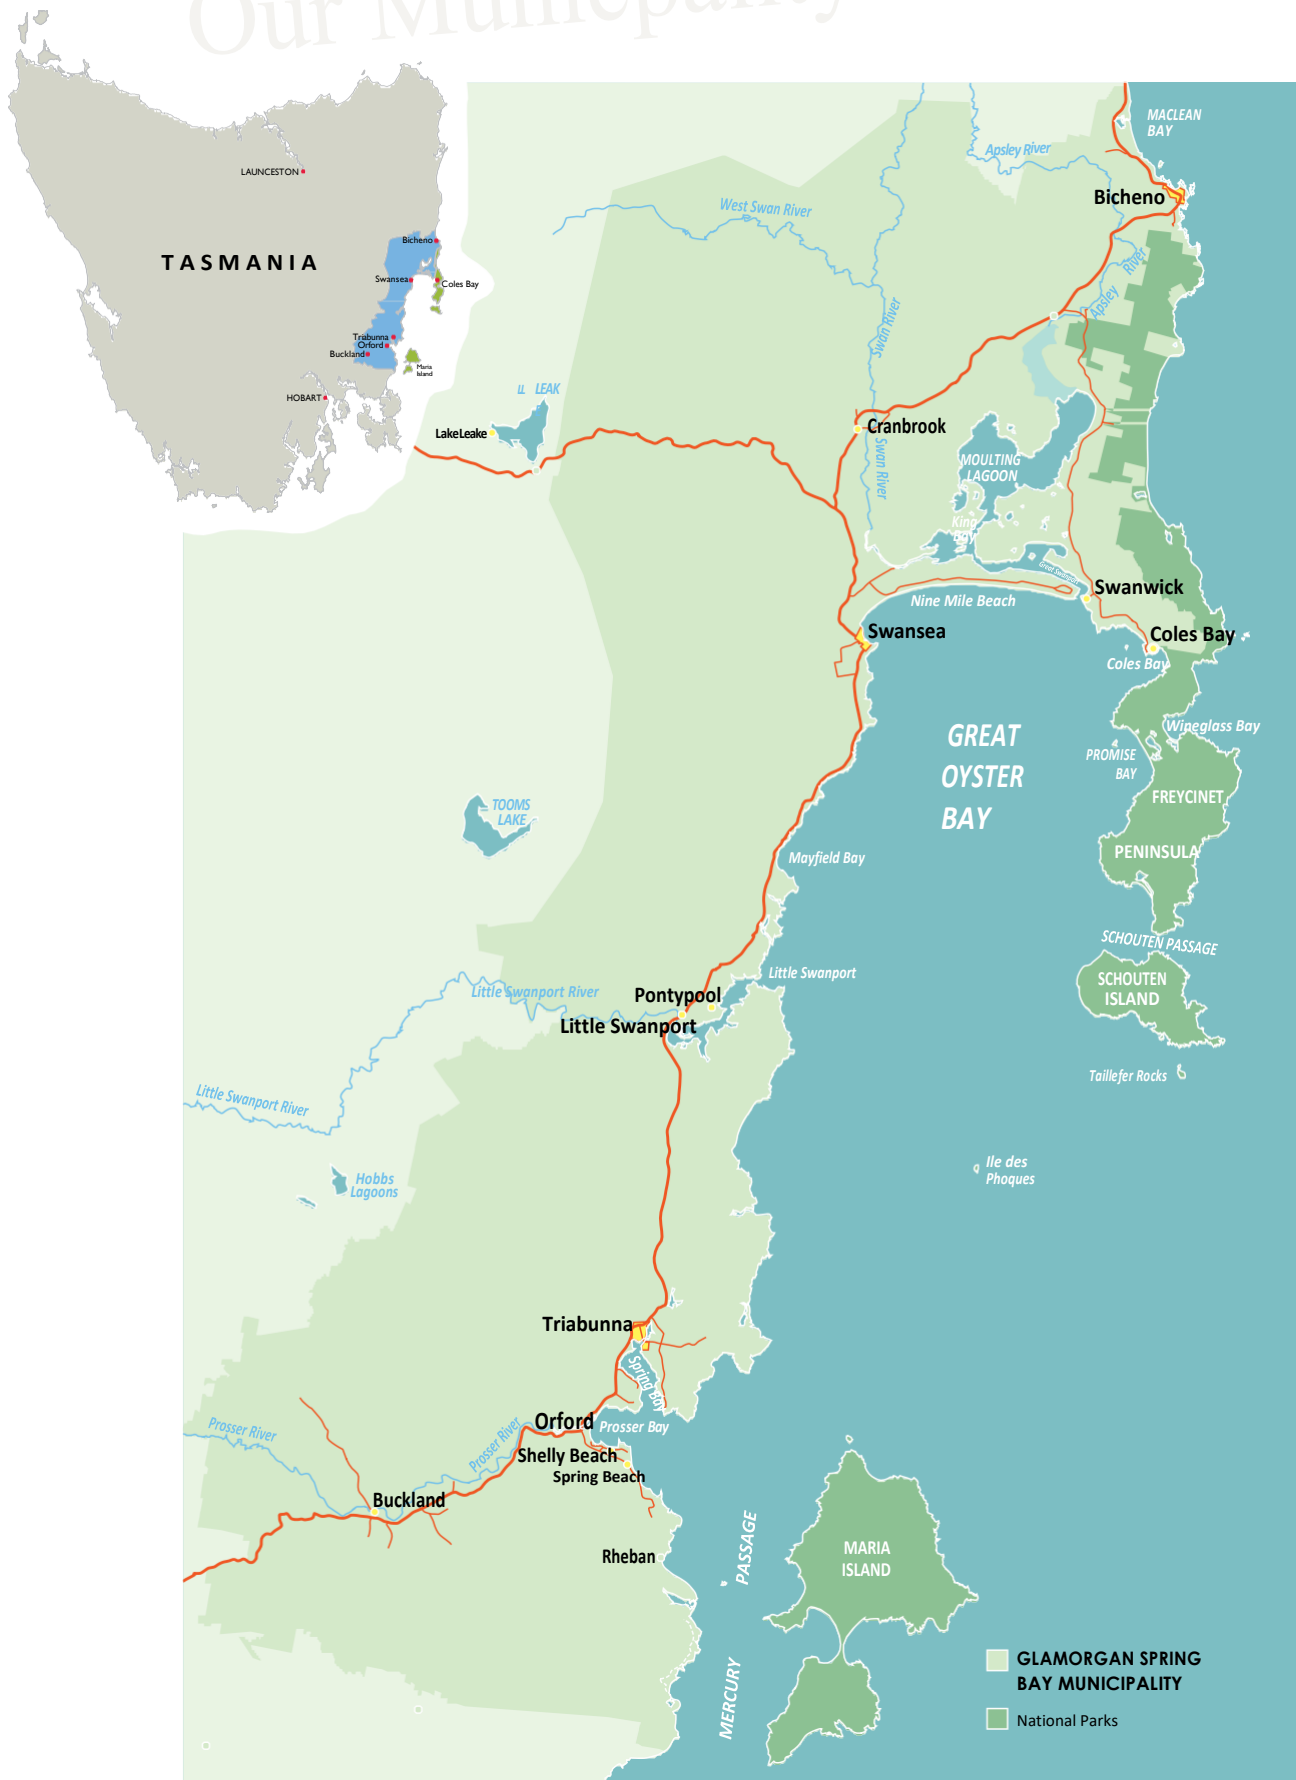 Our Municipality
LAUNCESTON
TASMANIA
Bicheno
Swansea
Coles Bay
Triabunna
Orford
Buckland
Maria
Island
HOBART
MACLEAN
BAY
Apsley River
Bicheno
West Swan River
Apsley River
Swan River
LEAK
LakeLeake
Cranbrook
Swan River
MOULTING
LAGOON
King
Bay
Great Swanport
Swanwick
Nine Mile Beach
Swansea
Coles Bay
Coles Bay
GREAT
OYSTER
BAY
Wineglass Bay
PROMISE
BAY
FREYCINET
PENINSULA
TOOMS
LAKE
Mayfield Bay
SCHOUTEN PASSAGE
SCHOUTEN
ISLAND
Little Swanport
Little Swanport River
Pontypool
Little Swanport
Taillefer Rocks
Little Swanport River
Ile des
Phoques
Hobbs
Lagoons
Triabunna
Spring Bay
Orford
Prosser Bay
Prosser River
Prosser River
Shelly Beach
Spring Beach
Buckland
Rheban
MERCURY PASSAGE
MARIA
ISLAND
GLAMORGAN SPRING
BAY MUNICIPALITY
National Parks